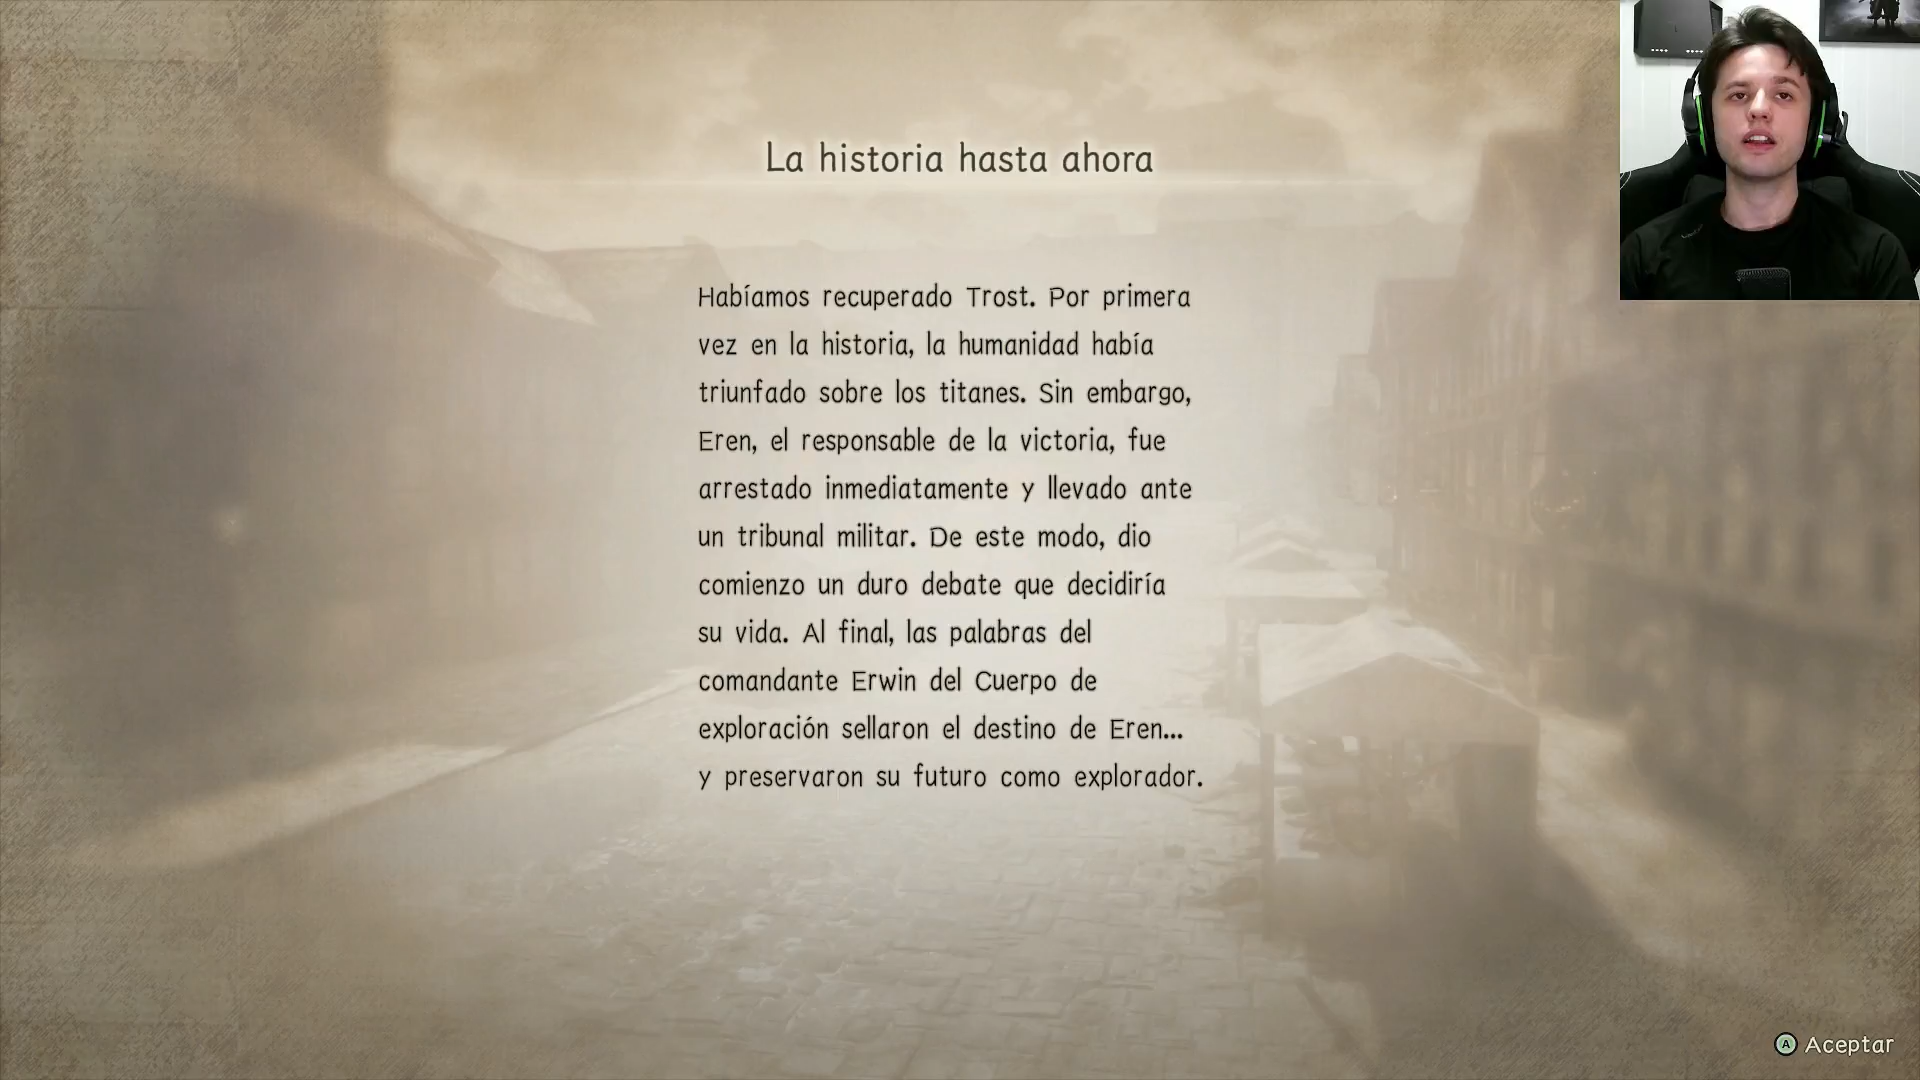 La historia hasta ahora
Habíamos recuperado Trost. Por primera
vez en la historia, la humanidad había
triunfado sobre los titanes. Sin embargo,
Eren, el responsable de la victoria, fue
arrestado inmediatamente y llevado ante
un tribunal militar. De este modo, dio
comienzo un duro debate que decidiría
su vida. Al final, las palabras del
comandante Erwin del Cuerpo de
exploración sellaron el destino de Eren...
y preservaron su futuro como explorador.
A Aceptar